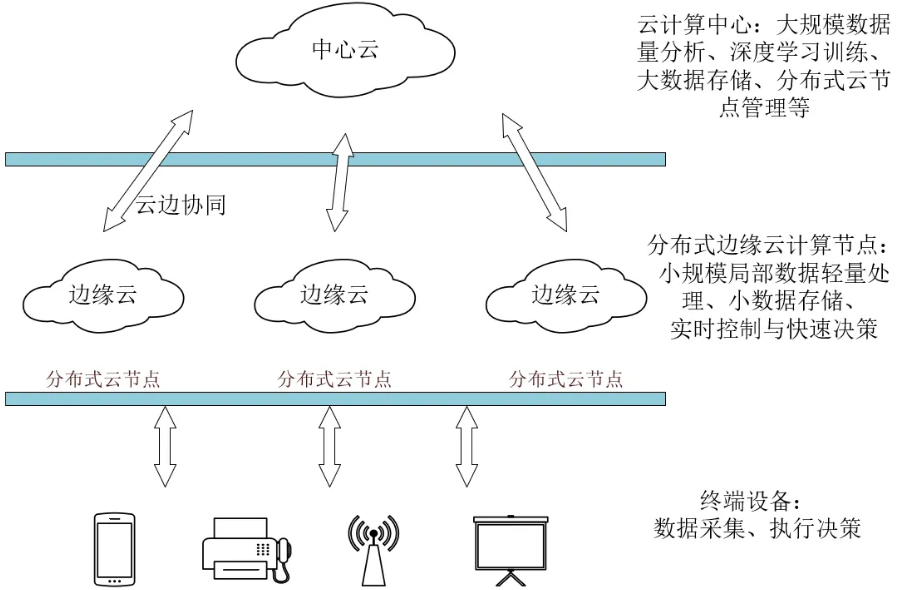 中心云
云计算中心：大规模数据
量分析、深度学习训练、
大数据存储、分布式云节
点管理等
云边协同
边缘云
边缘云
边缘云
分布式边缘云计算节点：
小规模局部数据轻量处
理、小数据存储、
实时控制与快速决策
分布式云节点
分布式云节点
分布式云节点
终端设备：
数据采集、执行决策